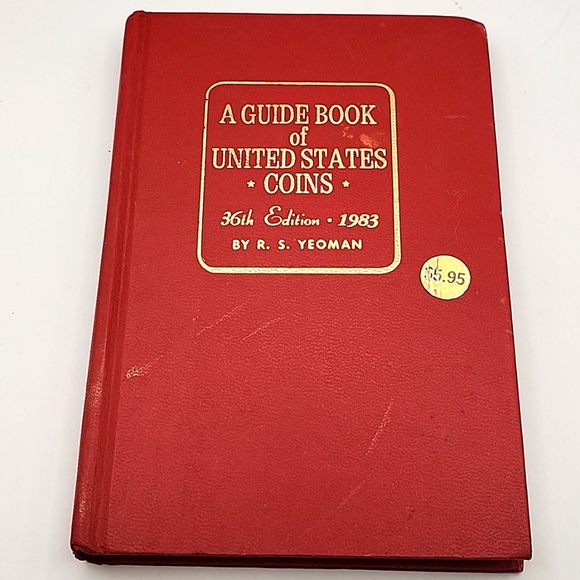 A GUIDE BOOK
of
UNITED STATES
★ COINS ★
36th Edition • 1983
BY R. S. YEOMAN
$5.95